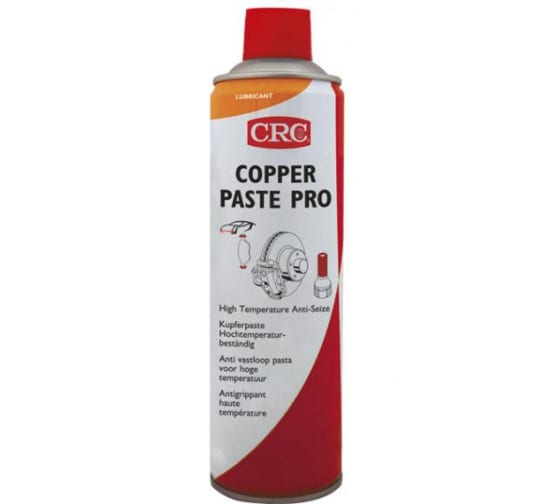 LUBRICANT
CRC
COPPER
PASTE PRO
High Temperature Anti-Seize
Kupferpaste
Hochtemperatur-
beständig
Anti vastloop pasta
voor hoge
temperatuur
Antigrippant
haute
température